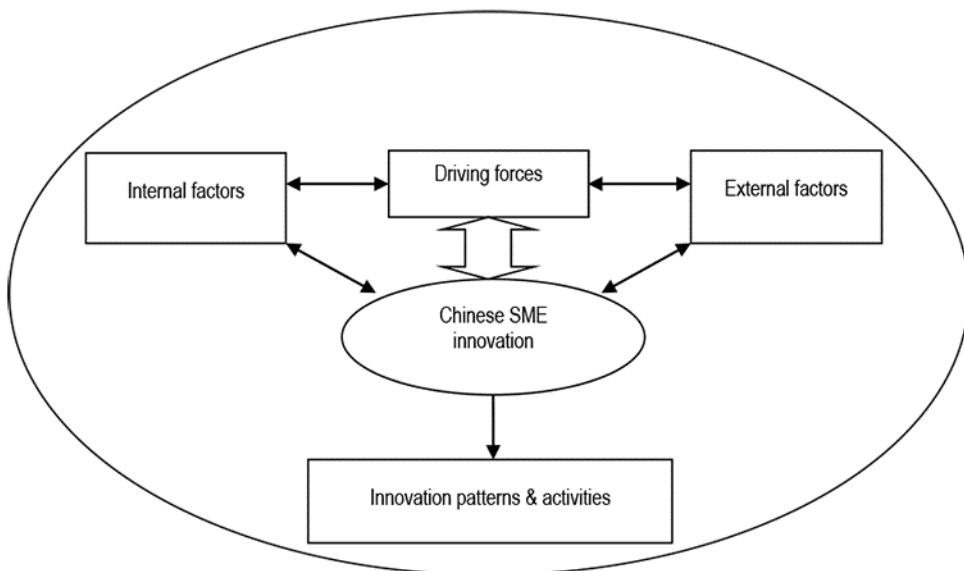 Internal factors
Driving forces
External factors
Chinese SME
innovation
Innovation patterns & activities